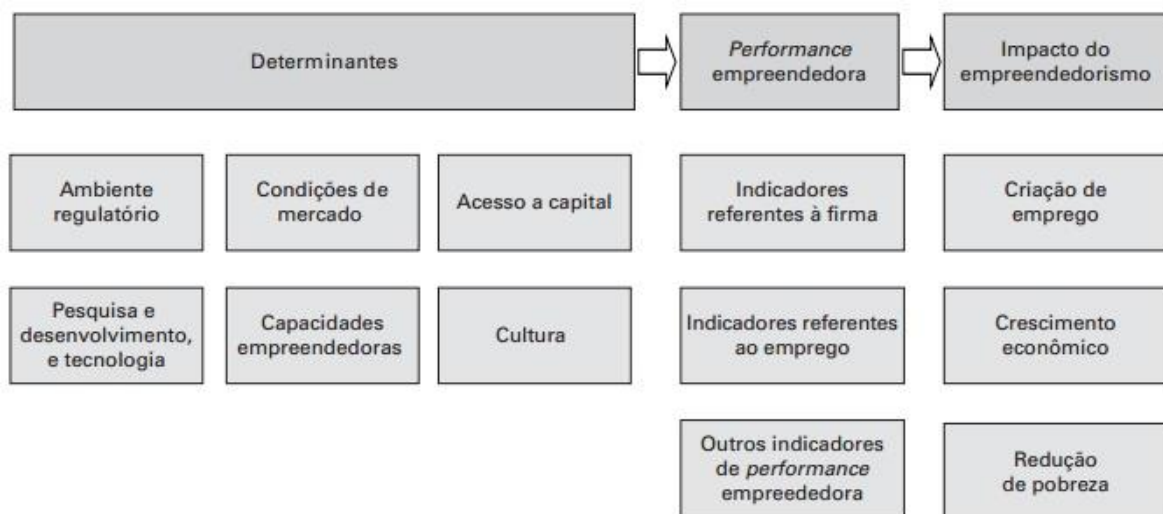 Determinantes
Performance
empreendedora
Impacto do
empreendedorismo
Ambiente
regulatório
Condições de
mercado
Acesso a capital
Indicadores
referentes à firma
Criação de
emprego
Pesquisa e
desenvolvimento,
e tecnologia
Capacidades
empreendedoras
Cultura
Indicadores referentes
ao emprego
Crescimento
econômico
Outros indicadores
de performance
empreededora
Redução
de pobreza